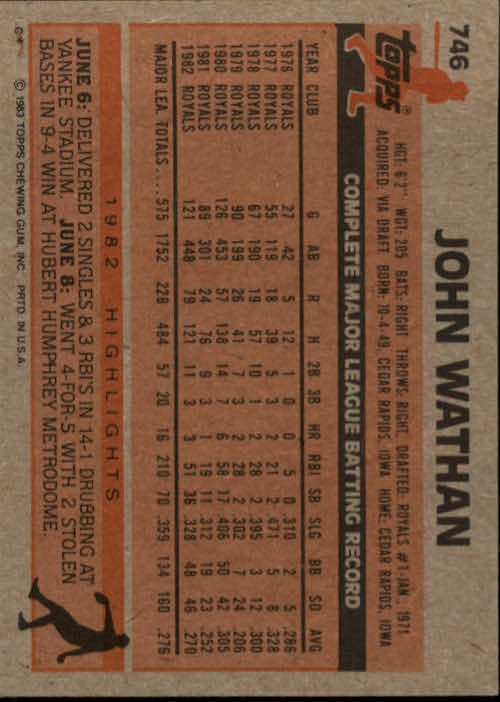 746
JOHN WATHAN
topps®
HGT: 6'2" WGT: 205 BATS: RIGHT THROWS: RIGHT DRAFTED: ROYALS #1-JAN., 1971
ACQUIRED: VIA DRAFT BORN: 10-4-49, CEDAR RAPIDS, IOWA HOME: CEDAR RAPIDS, IOWA
COMPLETE MAJOR LEAGUE BATTING RECORD
YEAR CLUB G AB R H 2B 3B HR RBI SB SLG BB SO AVG
1976 ROYALS 27 42 5 12 1 0 0 5 0 .310 2 5 .286
1977 ROYALS 55 119 18 39 5 3 2 21 2 .471 5 8 .328
1978 ROYALS 67 190 19 57 10 1 2 28 2 .395 3 12 .300
1979 ROYALS 90 199 26 41 7 3 2 28 2 .302 7 24 .206
1980 ROYALS 126 453 57 138 14 7 6 58 17 .406 50 42 .305
1981 ROYALS 89 301 24 76 9 3 1 19 11 .312 19 23 .252
1982 ROYALS 121 448 79 121 11 3 3 51 36 .328 48 46 .270
MAJOR LEA. TOTALS.... 575 1752 228 484 57 20 16 210 70 .359 134 160 .276
1982 HIGHLIGHTS
JUNE 6: DELIVERED 2 SINGLES & 3 RBI'S IN 14-1 DRUBBING AT
YANKEE STADIUM. JUNE 8: WENT 4-FOR-5 WITH 2 STOLEN
BASES IN 9-4 WIN AT HUBERT HUMPHREY METRODOME.
C* © 1983 TOPPS CHEWING GUM, INC. PRTD. IN U.S.A.